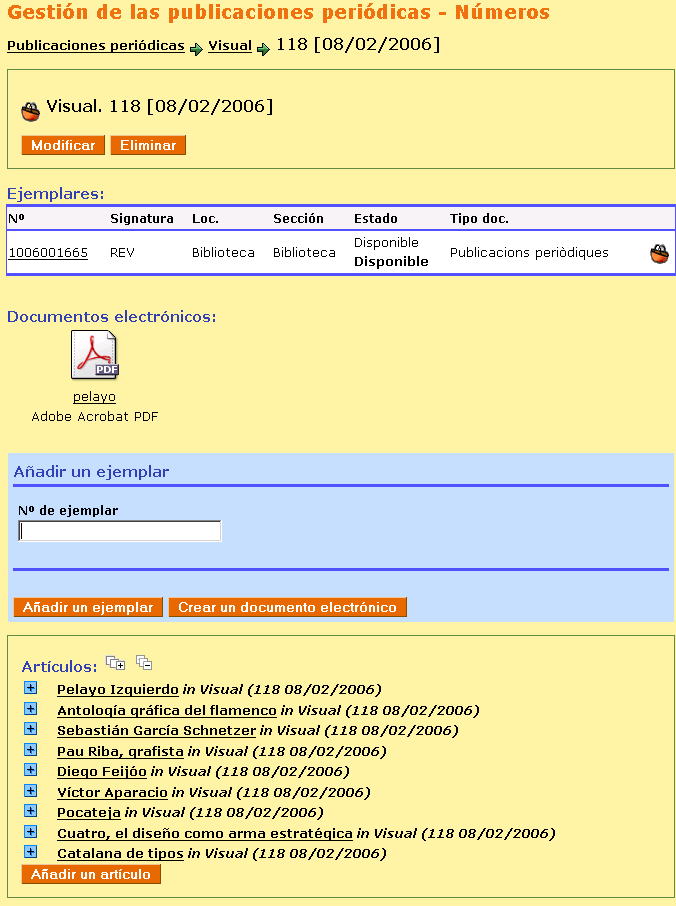 Gestión de las publicaciones periódicas - Números
Publicaciones periódicas Visual 118 [08/02/2006]
Visual. 118 [08/02/2006]
Modificar Eliminar
Ejemplares:
Nº Signatura Loc. Sección Estado Tipo doc.
1006001665 REV Biblioteca Biblioteca Disponible Publicacions periòdiques
Disponible
Documentos electrónicos:
PDF
pelayo
Adobe Acrobat PDF
Añadir un ejemplar
Nº de ejemplar
Añadir un ejemplar Crear un documento electrónico
Artículos:
Pelayo Izquierdo in Visual (118 08/02/2006)
Antología gráfica del flamenco in Visual (118 08/02/2006)
Sebastián García Schnetzer in Visual (118 08/02/2006)
Pau Riba, grafista in Visual (118 08/02/2006)
Diego Feijóo in Visual (118 08/02/2006)
Víctor Aparacio in Visual (118 08/02/2006)
Pocateja in Visual (118 08/02/2006)
Cuatro, el diseño como arma estratégica in Visual (118 08/02/2006)
Catalana de tipos in Visual (118 08/02/2006)
Añadir un artículo